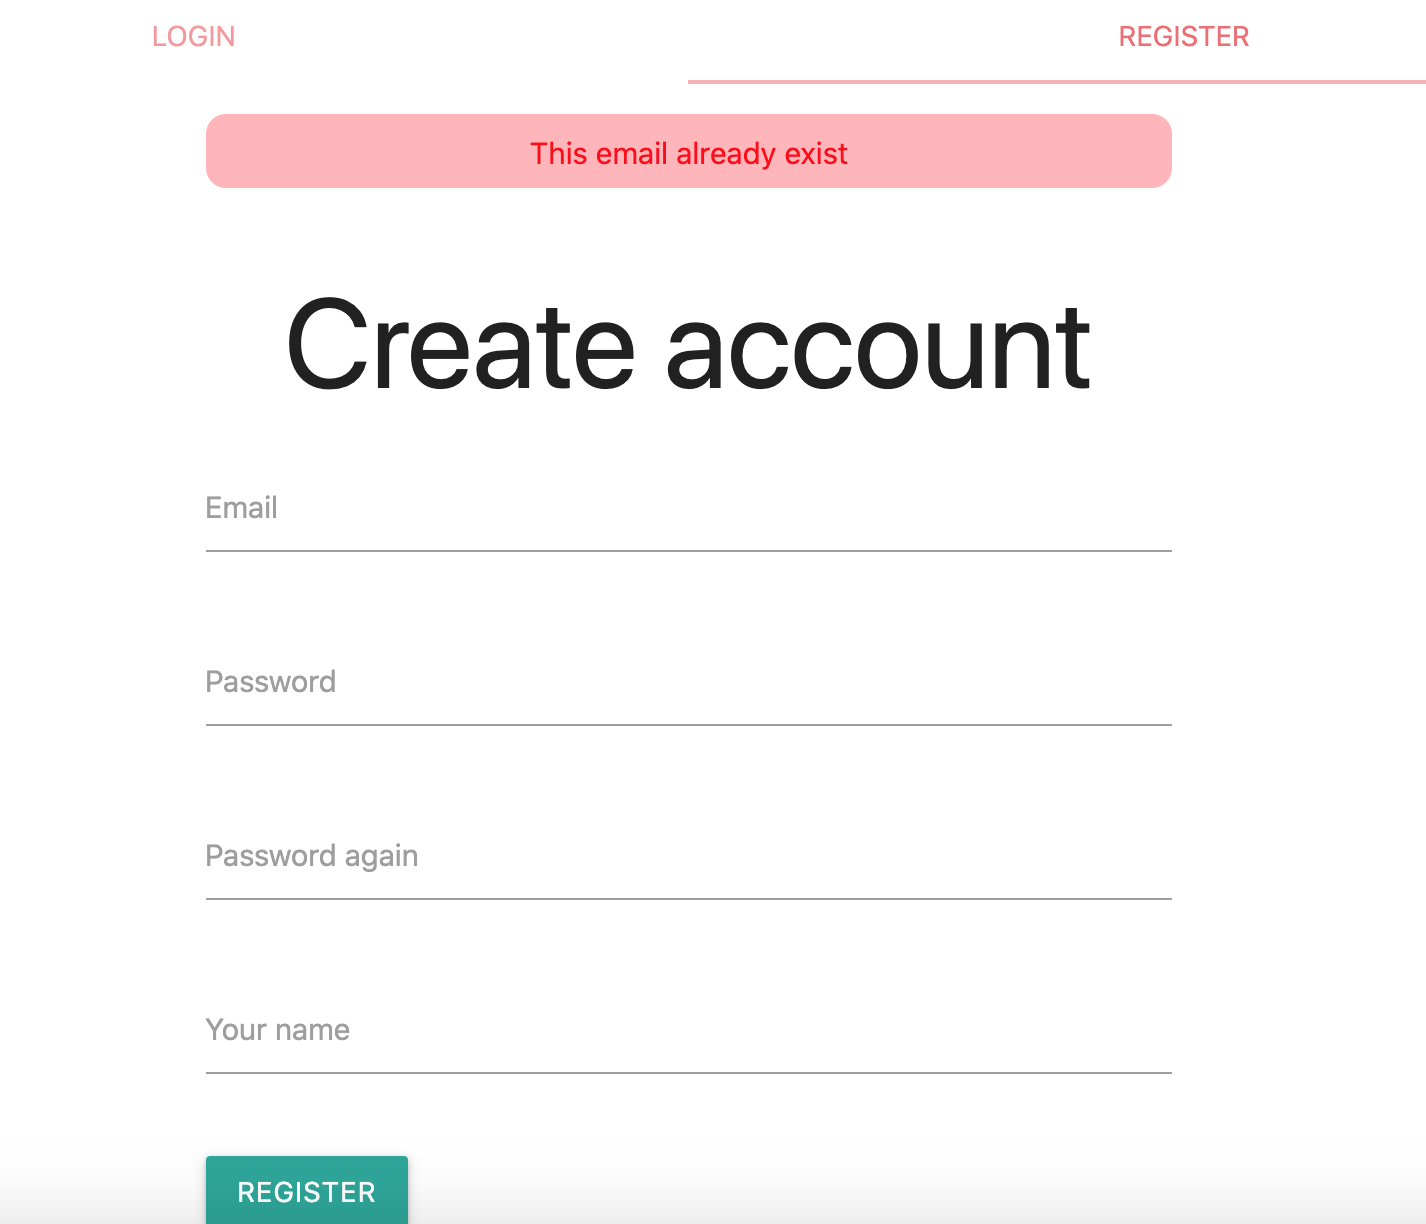 LOGIN
REGISTER
This email already exist
Create account
Email
Password
Password again
Your name
REGISTER